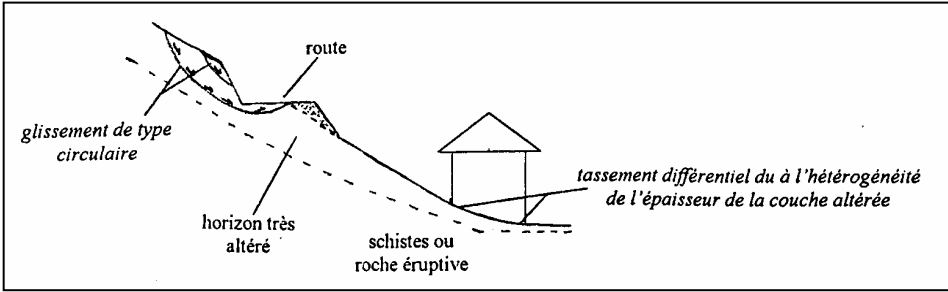 route
glissement de type
circulaire
tassement différentiel du à l'hétérogénéité
de l'épaisseur de la couche altérée
horizon très
altéré
schistes ou
roche éruptive